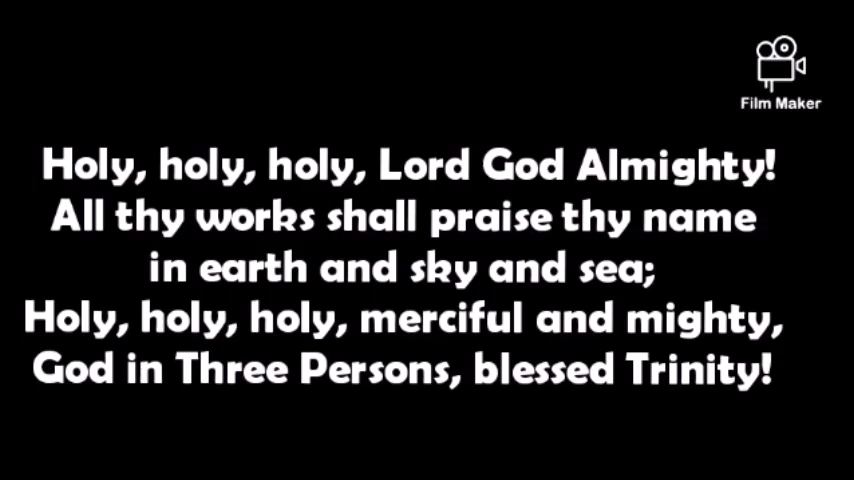 Film Maker
Holy, holy, holy, Lord God Almighty!
All thy works shall praise thy name
in earth and sky and sea;
Holy, holy, holy, merciful and mighty,
God in Three Persons, blessed Trinity!